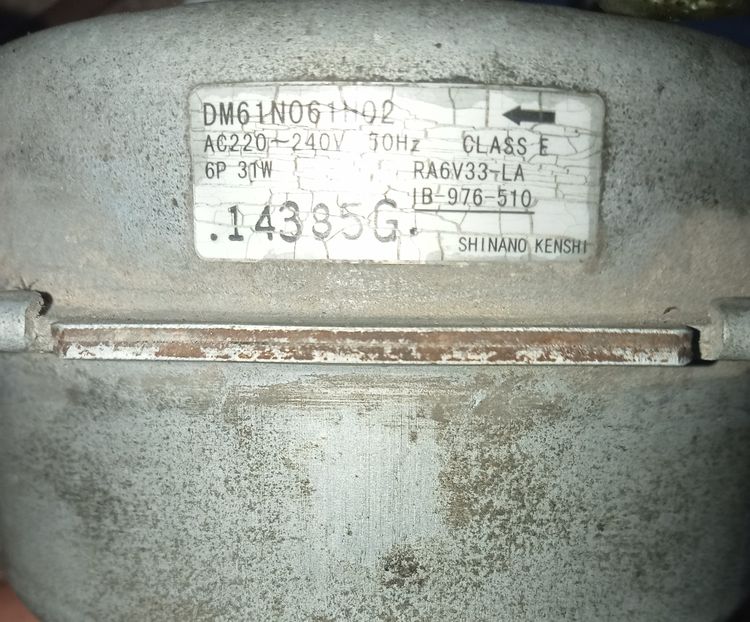 DM61N061H02
AC220~240V 50Hz CLASS E
6P 31W RA6V33-LA
IB-976-510
.14385G.
SHINANO KENSHI